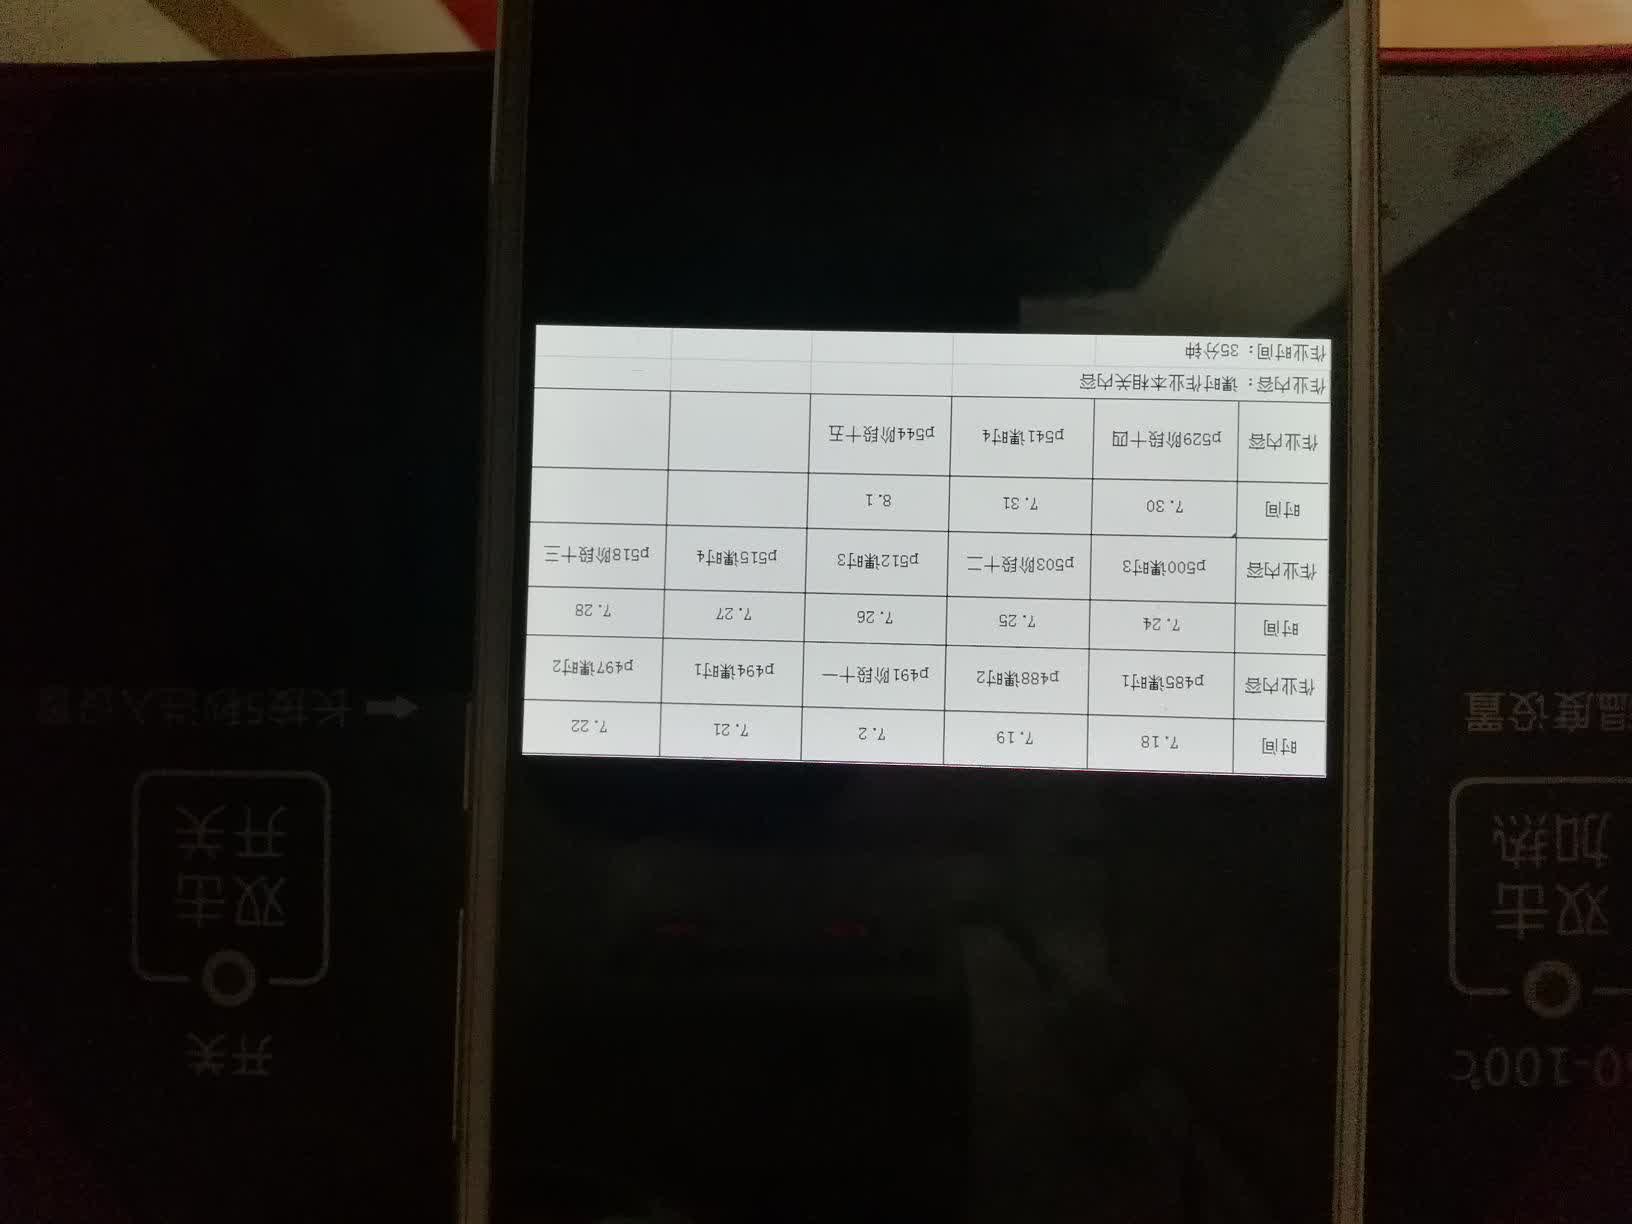 时间 7.18 7.19 7.2 7.21 7.22
作业内容 p485课时1 p488课时2 p491阶段十一 p494课时1 p497课时2
时间 7.24 7.25 7.26 7.27 7.28
作业内容 p500课时3 p503阶段十二 p512课时3 p515课时4 p518阶段十三
时间 7.30 7.31 8.1
作业内容 p529阶段十四 p541课时4 p544阶段十五
作业内容：课时作业本相关内容
作业时间：35分钟
0-100℃
双击
加热
温度设置
开关
双击
开关
长按5秒进入设置